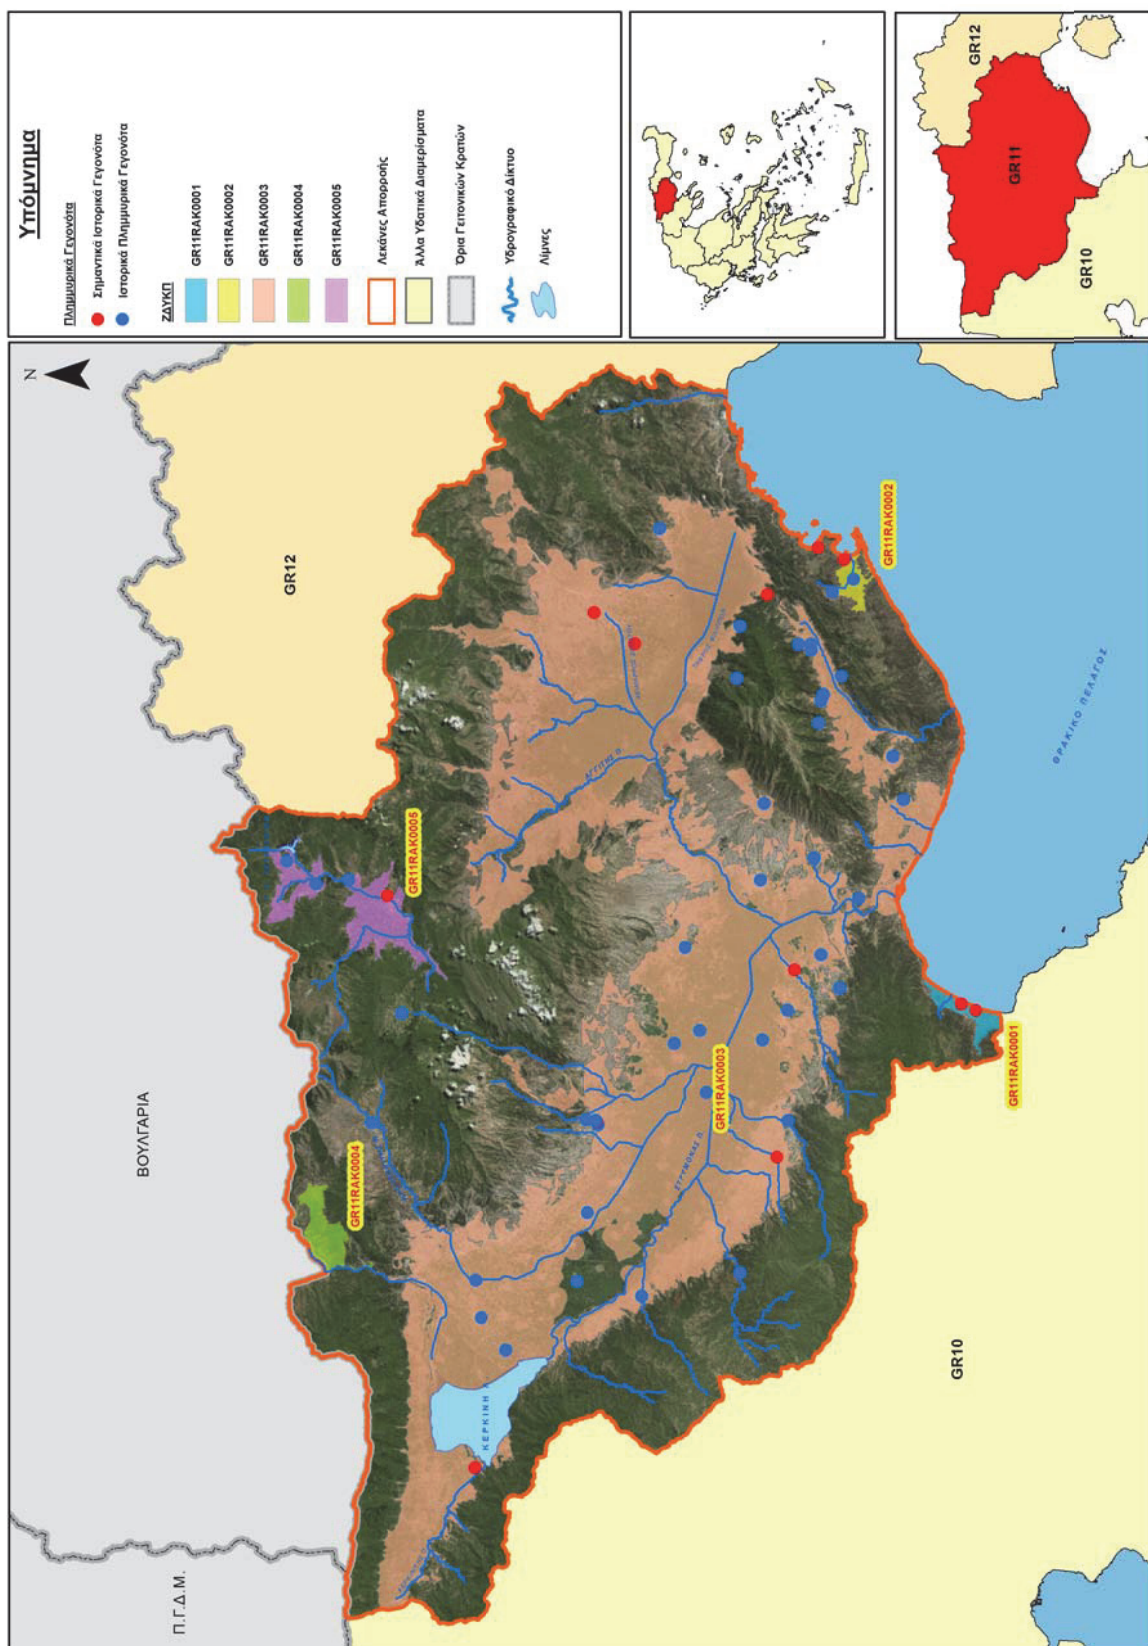 Υπόμνημα
Πλημμυρικά Γεγονότα
Σημαντικά Ιστορικά Γεγονότα
Ιστορικά Πλημμυρικά Γεγονότα
ΖΔΥΚΠ
GR11RAK0001
GR11RAK0002
GR11RAK0003
GR11RAK0004
GR11RAK0005
Λεκάνες Απορροής
Άλλα Υδατικά Διαμερίσματα
Όρια Γειτονικών Κρατών
Υδρογραφικό Δίκτυο
Λίμνες
GR12
GR11
GR10
N
Π.Γ.Δ.Μ.
ΒΟΥΛΓΑΡΙΑ
GR12
GR11RAK0004
GR11RAK0005
ΚΕΡΚΙΝΗ Λ
ΑΓΓΙΤΗΣ Π.
ΣΤΡΥΜΟΝΑΣ Π.
GR11RAK0003
GR11RAK0002
GR11RAK0001
ΘΡΑΚΙΚΟ ΠΕΛΑΓΟΣ
GR10